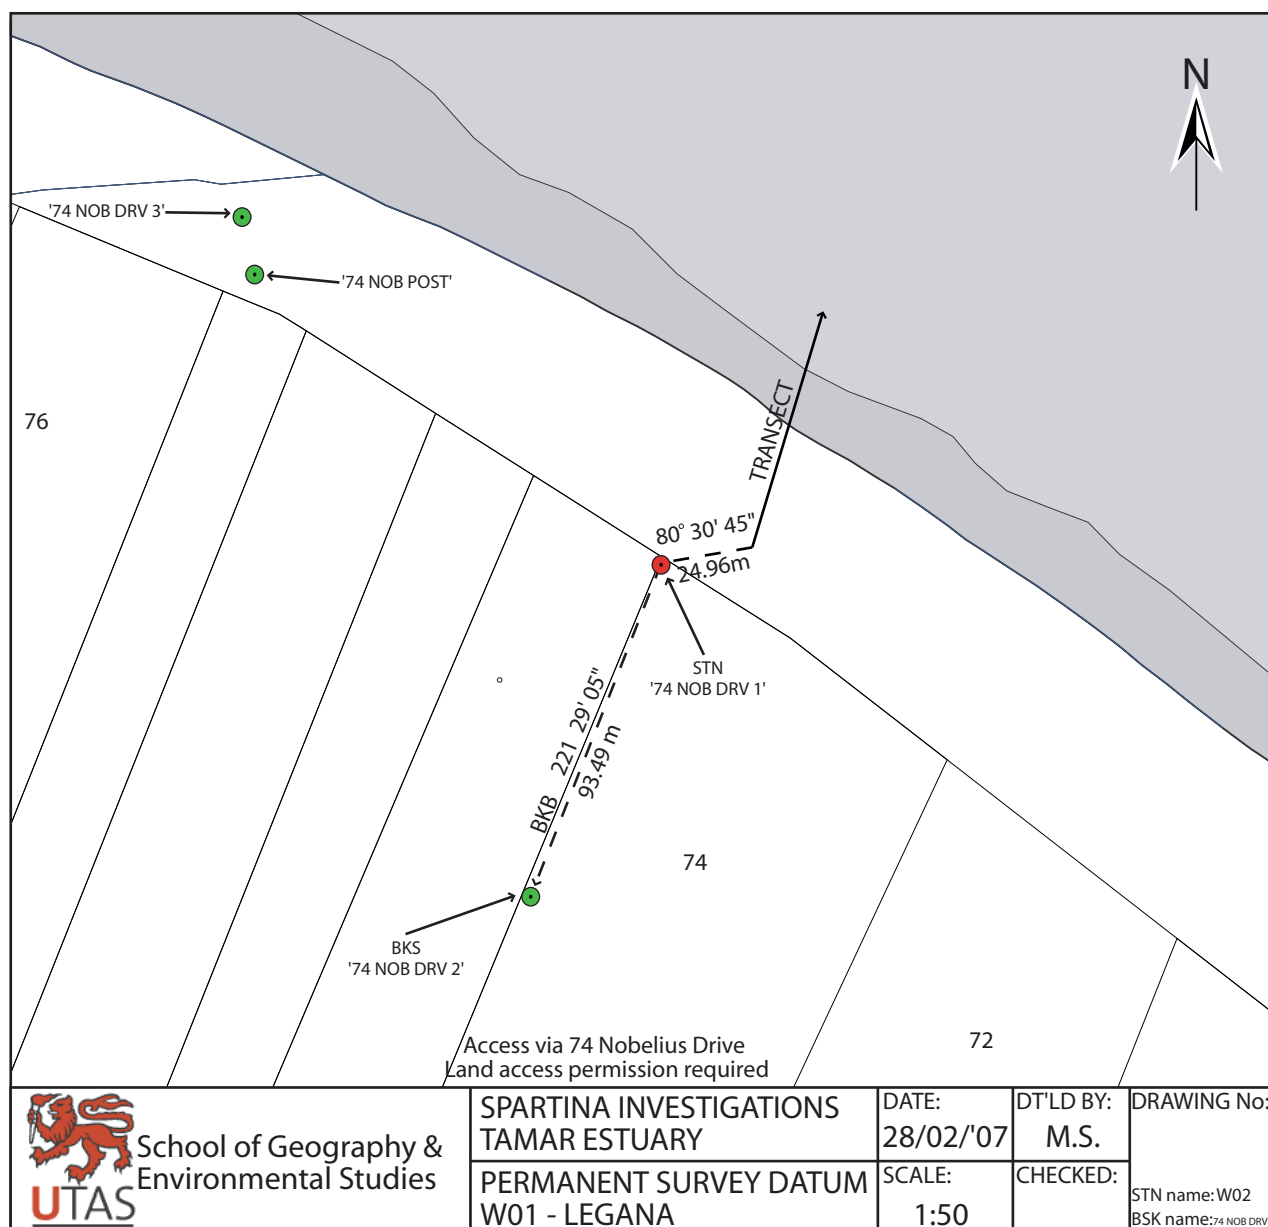 N
'74 NOB DRV 3'
'74 NOB POST'
76
TRANSECT
80° 30' 45"
24.96m
STN
'74 NOB DRV 1'
BKB 221 29' 05"
93.49 m
74
BKS
'74 NOB DRV 2'
72
Access via 74 Nobelius Drive
Land access permission required
UTAS
School of Geography &
Environmental Studies
SPARTINA INVESTIGATIONS
TAMAR ESTUARY
PERMANENT SURVEY DATUM
W01 - LEGANA
DATE:
28/02/'07
SCALE:
1:50
DT'LD BY:
M.S.
CHECKED:
DRAWING No:
STN name: W02
BSK name: 74 NOB DRV